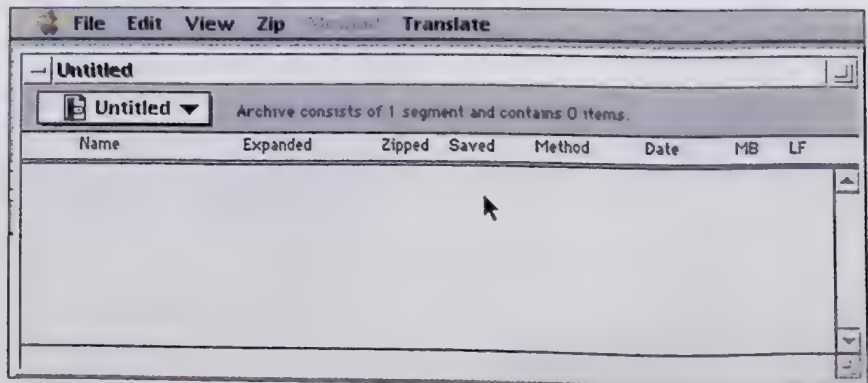 File Edit View Zip Translate
Untitled
Untitled Archive consists of 1 segment and contains 0 items.
Name Expanded Zipped Saved Method Date MB LF